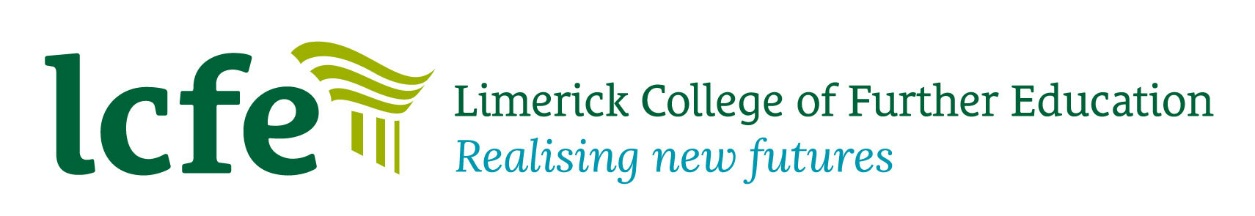 lcfe
Limerick College of Further Education
Realising new futures